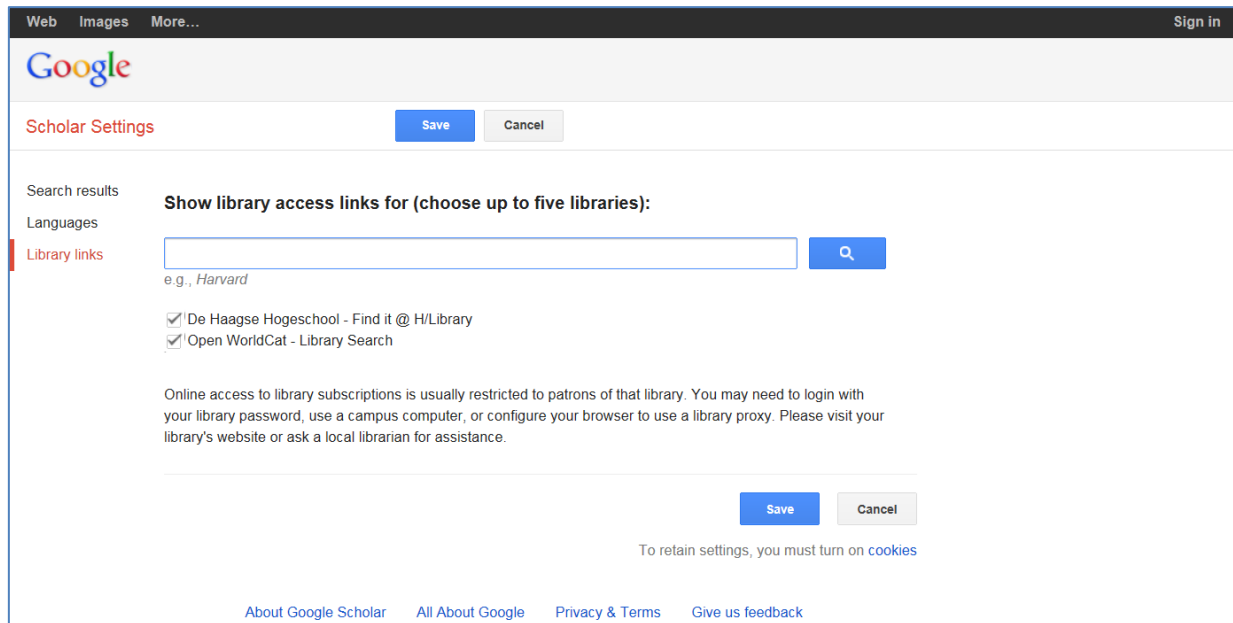 Web Images More... Sign in
Google
Scholar Settings Save Cancel
Search results
Show library access links for (choose up to five libraries):
Languages
Library links
e.g., Harvard
De Haagse Hogeschool - Find it @ H/Library
Open WorldCat - Library Search
Online access to library subscriptions is usually restricted to patrons of that library. You may need to login with
your library password, use a campus computer, or configure your browser to use a library proxy. Please visit your
library's website or ask a local librarian for assistance.
Save Cancel
To retain settings, you must turn on cookies
About Google Scholar All About Google Privacy & Terms Give us feedback